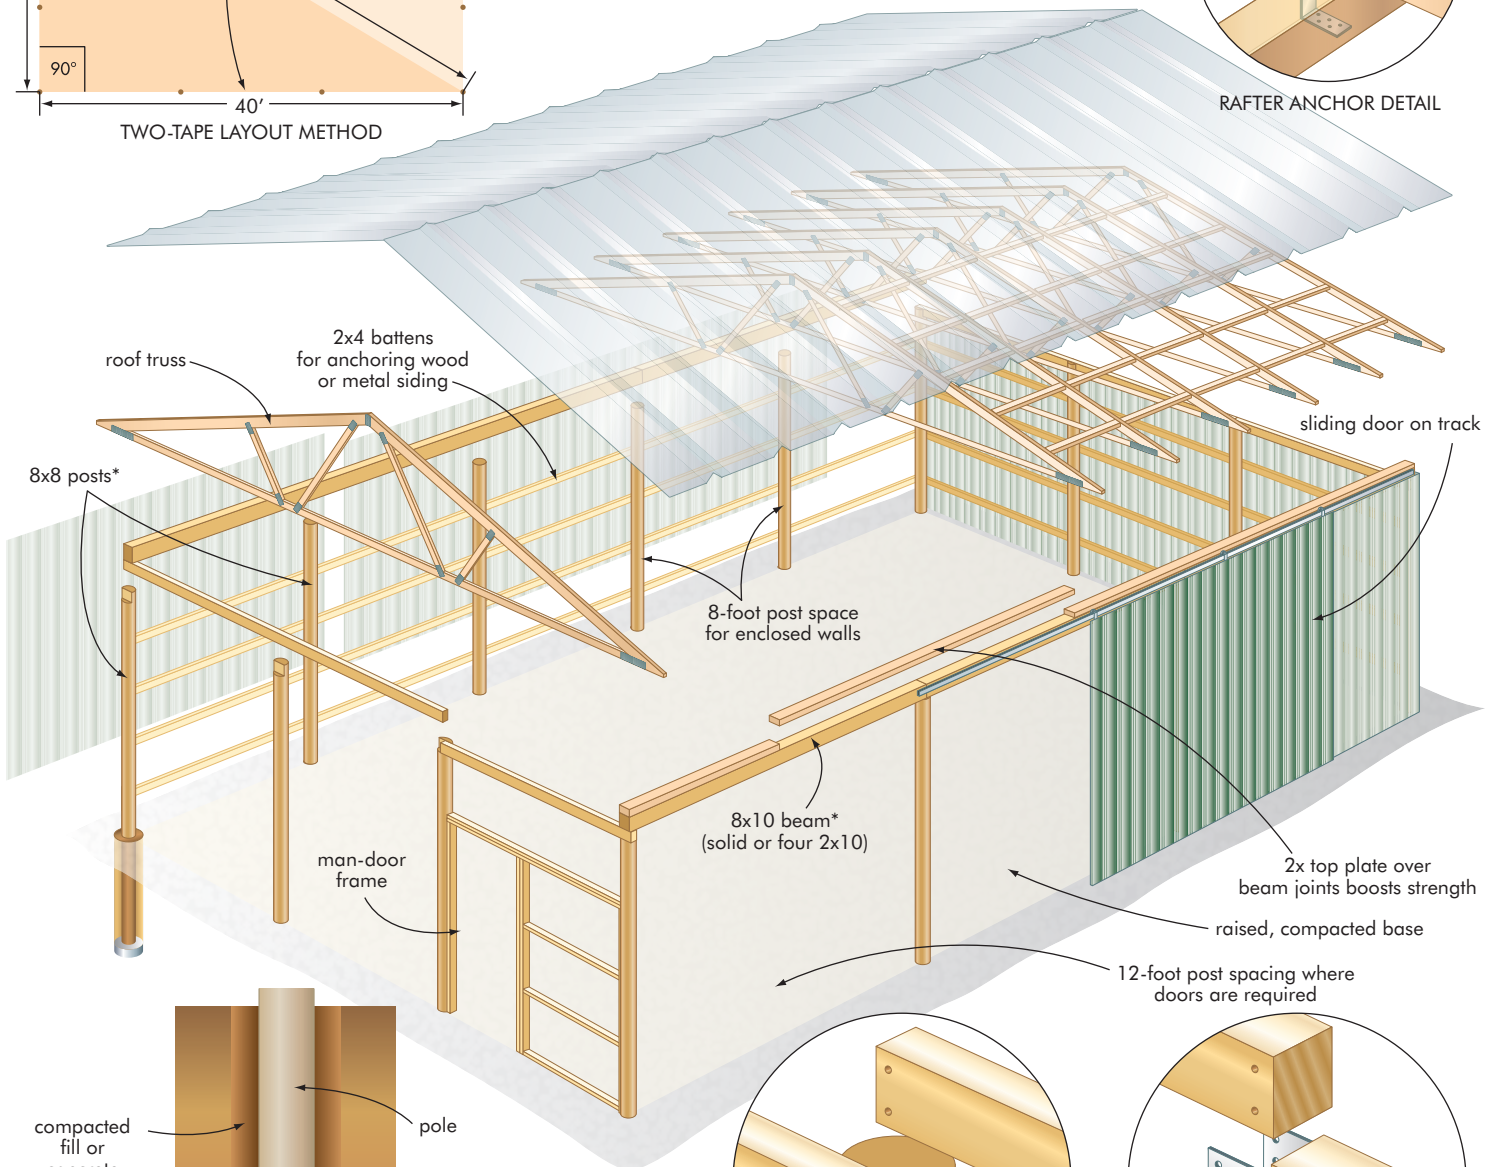 90°
40′
TWO-TAPE LAYOUT METHOD
RAFTER ANCHOR DETAIL
roof truss
2x4 battens
for anchoring wood
or metal siding
8x8 posts*
sliding door on track
8-foot post space
for enclosed walls
8x10 beam*
(solid or four 2x10)
man-door
frame
2x top plate over
beam joints boosts strength
raised, compacted base
12-foot post spacing where
doors are required
compacted
fill or
pole